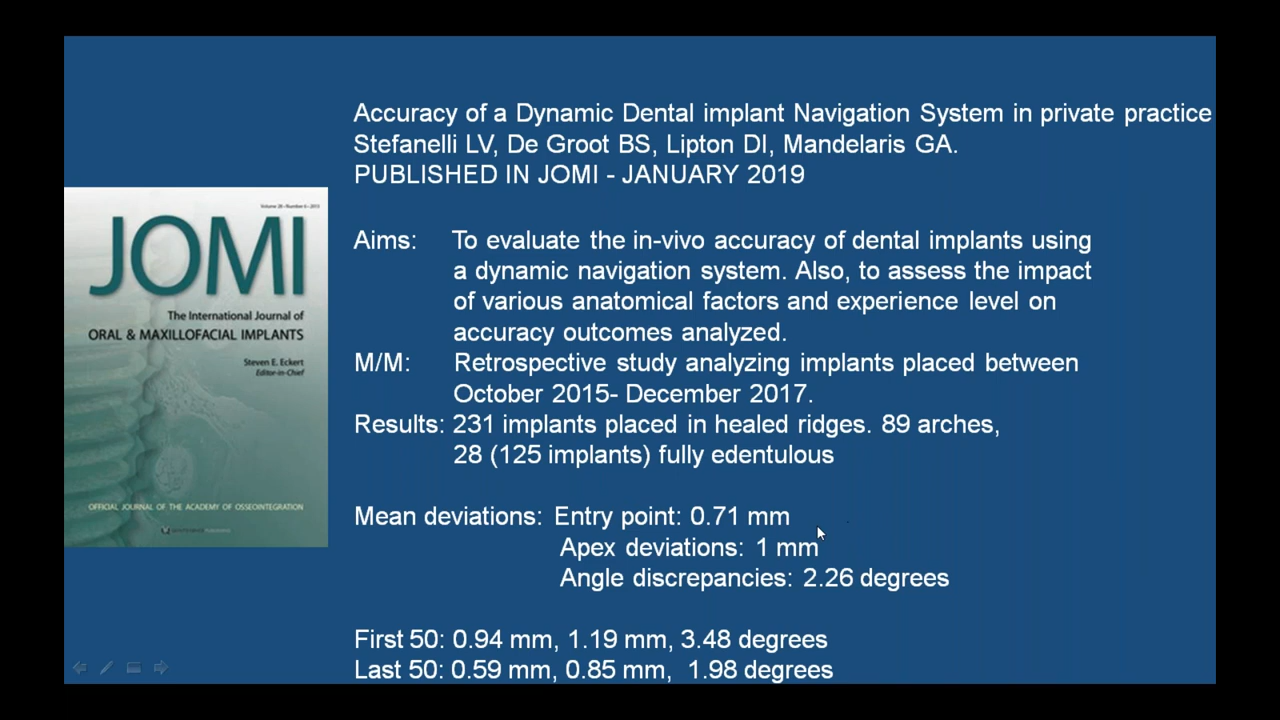 Accuracy of a Dynamic Dental implant Navigation System in private practice
Stefanelli LV, De Groot BS, Lipton DI, Mandelaris GA.
PUBLISHED IN JOMI - JANUARY 2019
Volume 28 • Number 6 • 2013
JOMI
The International Journal of
ORAL & MAXILLOFACIAL IMPLANTS
Steven E. Eckert
Editor-in-Chief
OFFICIAL JOURNAL OF THE ACADEMY OF OSSEOINTEGRATION
Aims: To evaluate the in-vivo accuracy of dental implants using
a dynamic navigation system. Also, to assess the impact
of various anatomical factors and experience level on
accuracy outcomes analyzed.
M/M: Retrospective study analyzing implants placed between
October 2015- December 2017.
Results: 231 implants placed in healed ridges. 89 arches,
28 (125 implants) fully edentulous
Mean deviations: Entry point: 0.71 mm
Apex deviations: 1 mm
Angle discrepancies: 2.26 degrees
First 50: 0.94 mm, 1.19 mm, 3.48 degrees
Last 50: 0.59 mm, 0.85 mm, 1.98 degrees